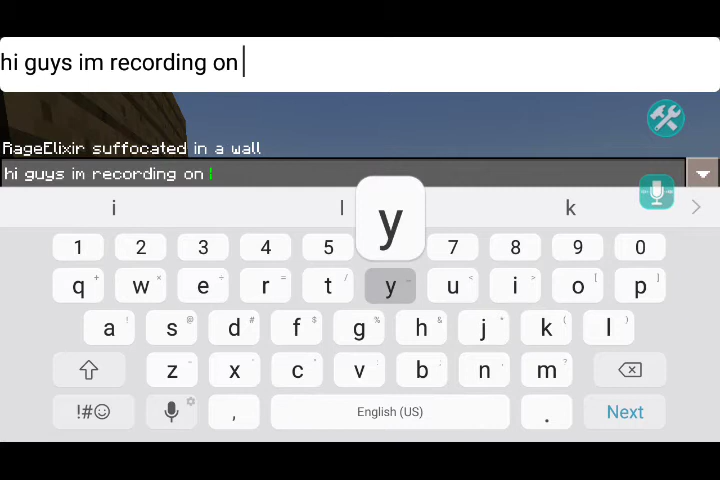 hi guys im recording on
RageElixir suffocated in a wall
hi guys im recording on
i l k
y
1 2 3 4 5 7 8 9 0
q + w × e ÷ r = t / y _ u < i > o [ p ]
a ! s @ d # f $ g % h & j * k ( l )
z - x ' c " v : b ; n , m ?
!#☺ , English (US) . Next